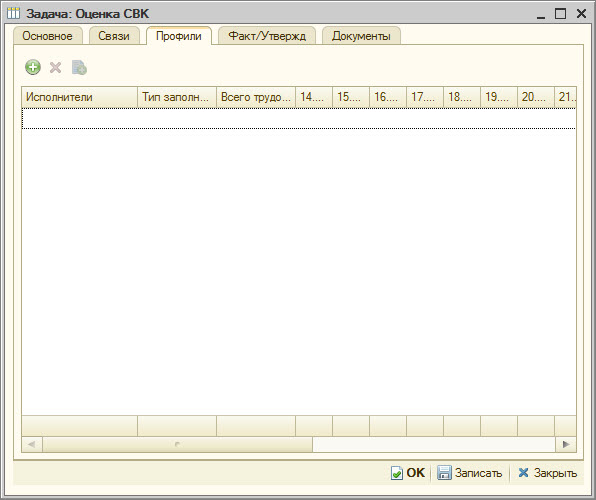 Задача: Оценка СВК
Основное Связи Профили Факт/Утвержд Документы
Исполнители Тип заполн... Всего трудо... 14.... 15.... 16.... 17.... 18.... 19.... 20.... 21..
OK Записать Закрыть